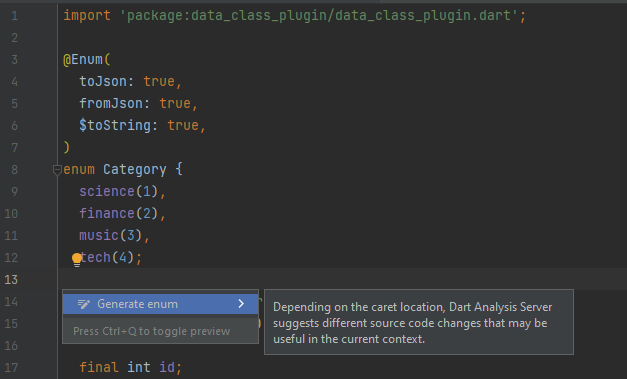 1 import 'package:data_class_plugin/data_class_plugin.dart';
2
3 @Enum(
4 toJson: true,
5 fromJson: true,
6 $toString: true,
7 )
8 enum Category {
9 science(1),
10 finance(2),
11 music(3),
12 tech(4);
13
14
Generate enum
15
Press Ctrl+Q to toggle preview
Depending on the caret location, Dart Analysis Server
suggests different source code changes that may be
useful in the current context.
16
17 final int id;